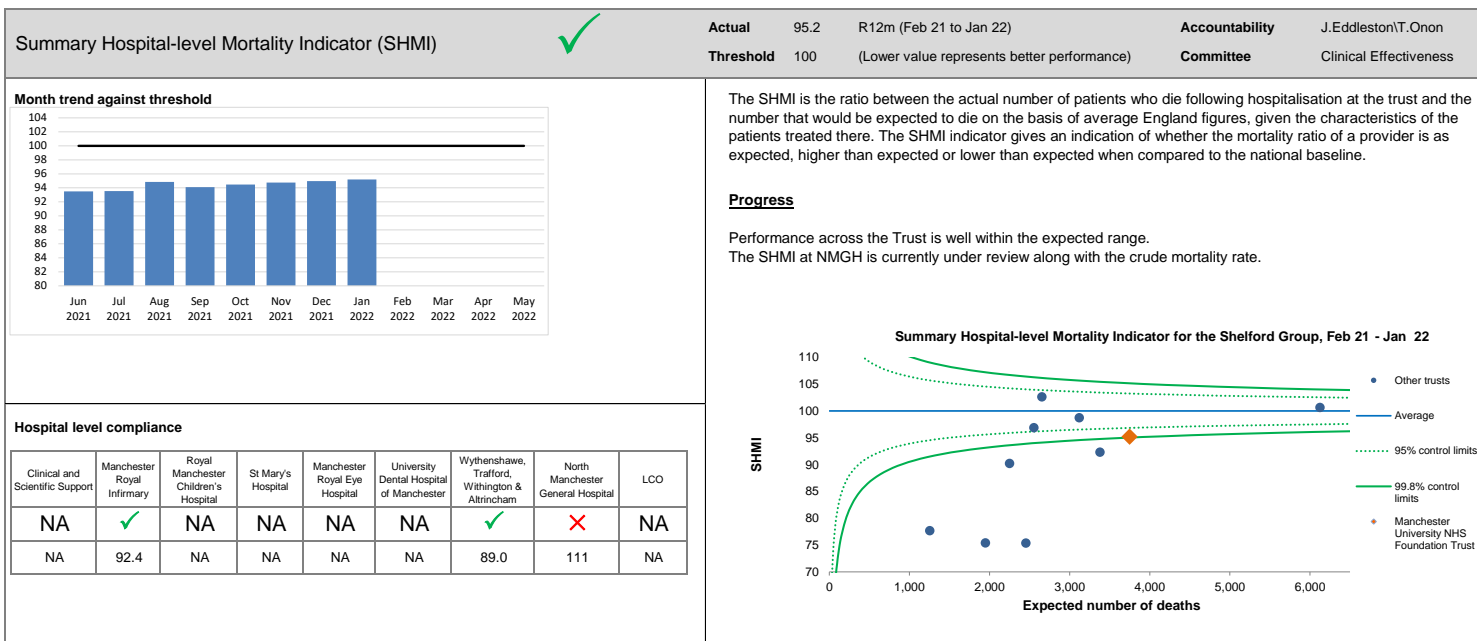 Summary Hospital-level Mortality Indicator (SHMI)
Actual 95.2 R12m (Feb 21 to Jan 22) Accountability J.Eddleston\T.Onon
Threshold 100 (Lower value represents better performance) Committee Clinical Effectiveness
Month trend against threshold
104
102
100
98
96
94
92
90
88
86
84
82
80
Jun Jul Aug Sep Oct Nov Dec Jan Feb Mar Apr May
2021 2021 2021 2021 2021 2021 2021 2022 2022 2022 2022 2022
The SHMI is the ratio between the actual number of patients who die following hospitalisation at the trust and the
number that would be expected to die on the basis of average England figures, given the characteristics of the
patients treated there. The SHMI indicator gives an indication of whether the mortality ratio of a provider is as
expected, higher than expected or lower than expected when compared to the national baseline.
Progress
Performance across the Trust is well within the expected range.
The SHMI at NMGH is currently under review along with the crude mortality rate.
Hospital level compliance
Clinical and
Scientific Support
Manchester
Royal
Infirmary
Royal
Manchester
Children's
Hospital
St Mary's
Hospital
Manchester
Royal Eye
Hospital
University
Dental Hospital
of Manchester
Wythenshawe,
Trafford,
Withington &
Altrincham
North
Manchester
General Hospital
LCO
NA ✓ NA NA NA NA ✓ ✕ NA
NA 92.4 NA NA NA NA 89.0 111 NA
Summary Hospital-level Mortality Indicator for the Shelford Group, Feb 21 - Jan 22
110
105
100
95
90
85
80
75
70
SHMI
0 1,000 2,000 3,000 4,000 5,000 6,000
Expected number of deaths
Other trusts
Average
95% control limits
99.8% control
limits
Manchester
University NHS
Foundation Trust